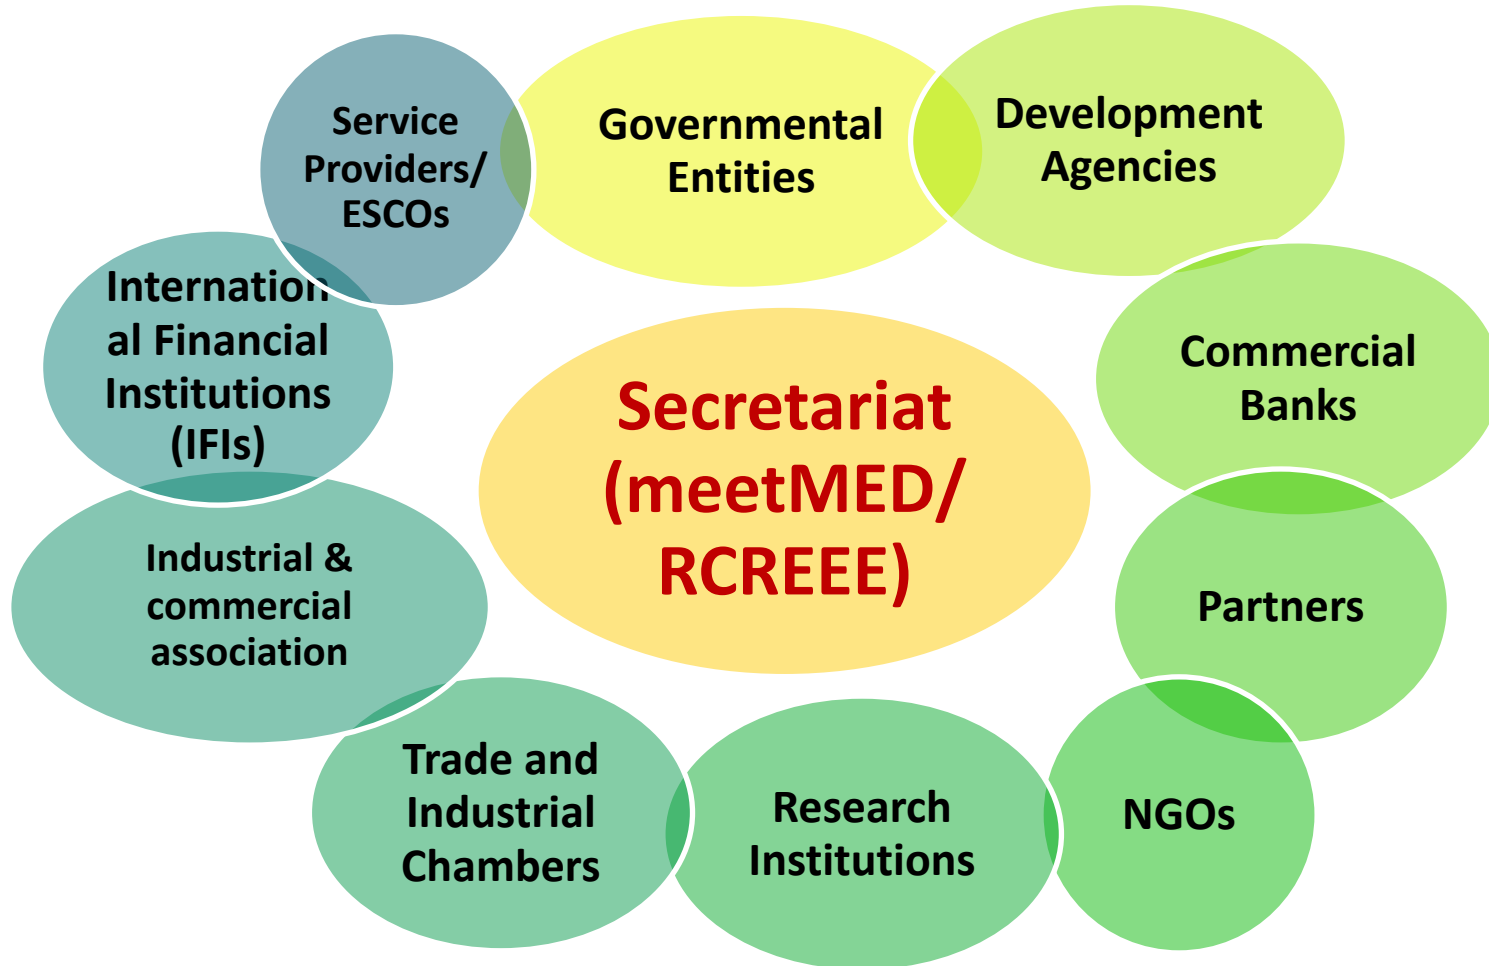 Service
Providers/
ESCOs
Governmental
Entities
Development
Agencies
Internation
al Financial
Institutions
(IFIs)
Secretariat
(meetMED/
RCREEE)
Commercial
Banks
Industrial &
commercial
association
Partners
Trade and
Industrial
Chambers
Research
Institutions
NGOs